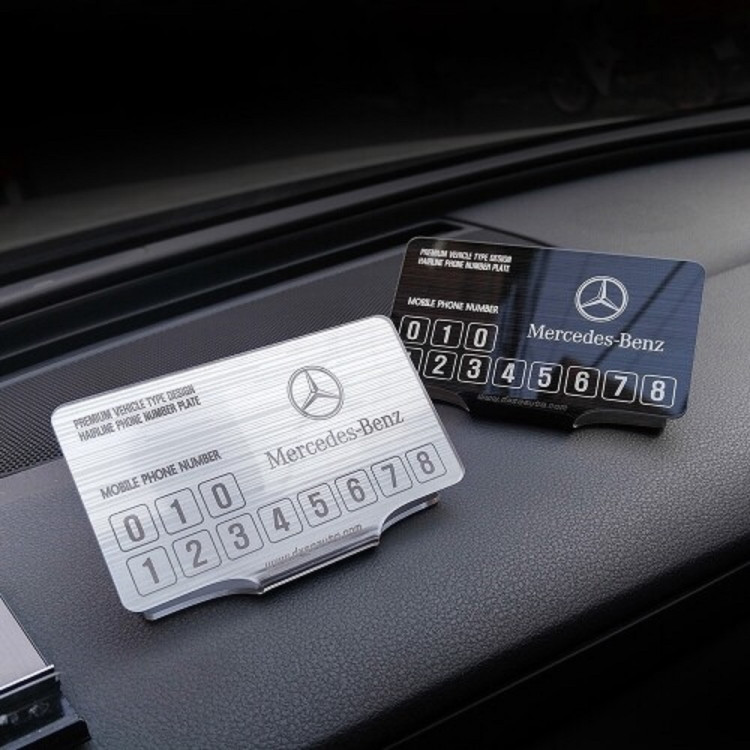 PREMIUM VEHICLE TYPE DESIGN
HAIRLINE PHONE NUMBER PLATE
Mercedes-Benz
MOBILE PHONE NUMBER
0 1 0
1 2 3 4 5 6 7 8
PREMIUM VEHICLE TYPE DESIGN
HAIRLINE PHONE NUMBER PLATE
MOBILE PHONE NUMBER
Mercedes-Benz
0 1 0
1 2 3 4 5 6 7 8